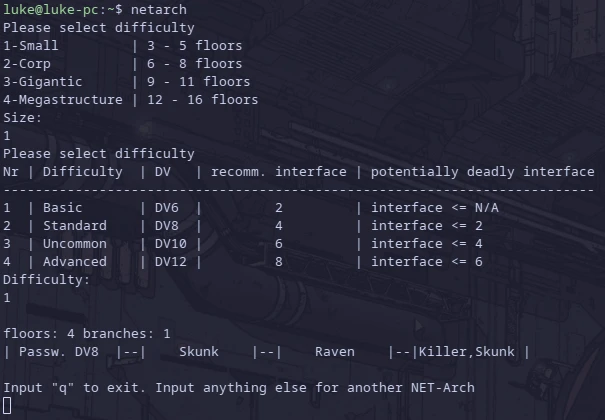 luke@luke-pc:~$ netarch
Please select difficulty
1-Small         | 3 - 5 floors
2-Corp          | 6 - 8 floors
3-Gigantic      | 9 - 11 floors
4-Megastructure | 12 - 16 floors
Size:
1
Please select difficulty
Nr | Difficulty  | DV   | recomm. interface | potentially deadly interface
--------------------------------------------------------------------------
1  | Basic       | DV6  |         2         | interface <= N/A
2  | Standard    | DV8  |         4         | interface <= 2
3  | Uncommon    | DV10 |         6         | interface <= 4
4  | Advanced    | DV12 |         8         | interface <= 6
Difficulty:
1
floors: 4 branches: 1
| Passw. DV8  |--|    Skunk    |--|    Raven    |--|Killer,Skunk |
Input "q" to exit. Input anything else for another NET-Arch